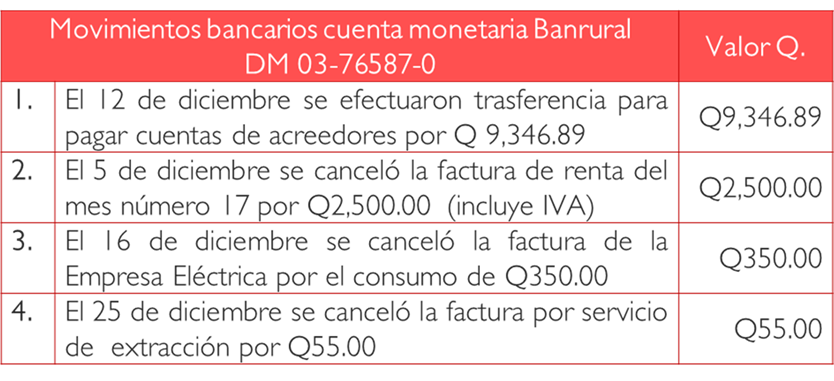 Movimientos bancarios cuenta monetaria Banrural
DM 03-76587-0
Valor Q.
1. El 12 de diciembre se efectuaron trasferencia para
pagar cuentas de acreedores por Q 9,346.89
Q9,346.89
2. El 5 de diciembre se canceló la factura de renta del
mes número 17 por Q2,500.00 (incluye IVA)
Q2,500.00
3. El 16 de diciembre se canceló la factura de la
Empresa Eléctrica por el consumo de Q350.00
Q350.00
4. El 25 de diciembre se canceló la factura por servicio
de extracción por Q55.00
Q55.00